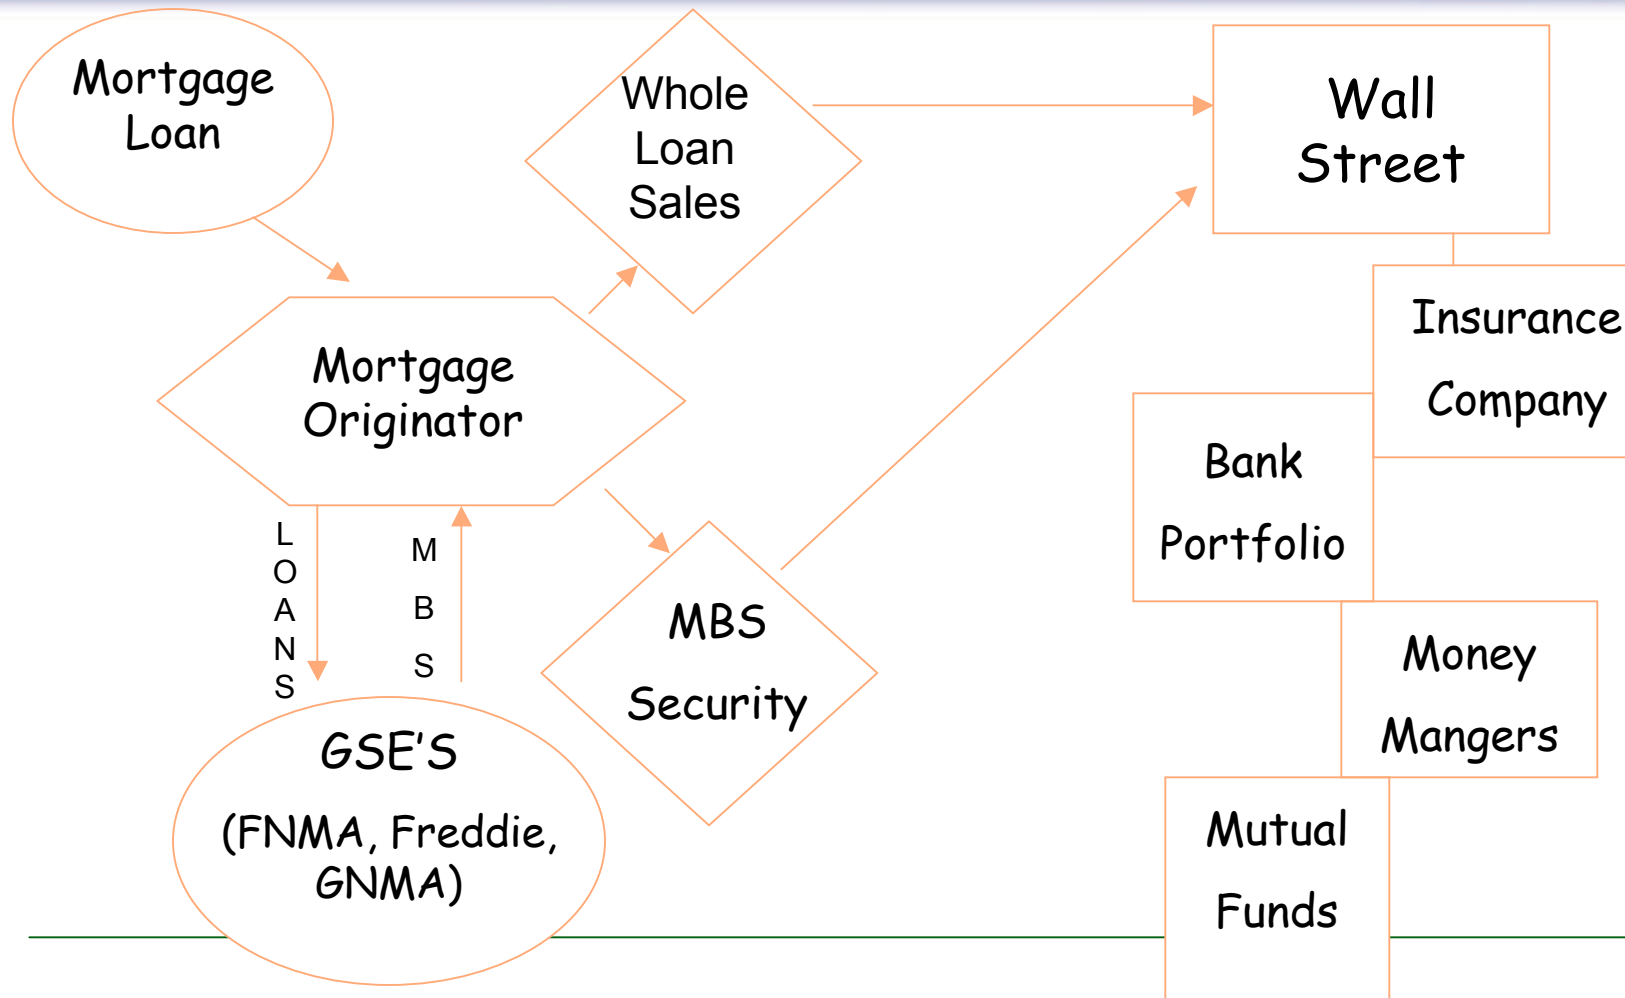 Mortgage
Loan
Whole
Loan
Sales
Wall
Street
Mortgage
Originator
Insurance
Company
Bank
Portfolio
L
O
A
N
S
M
B
S
MBS
Security
Money
Mangers
GSE'S
(FNMA, Freddie,
GNMA)
Mutual
Funds